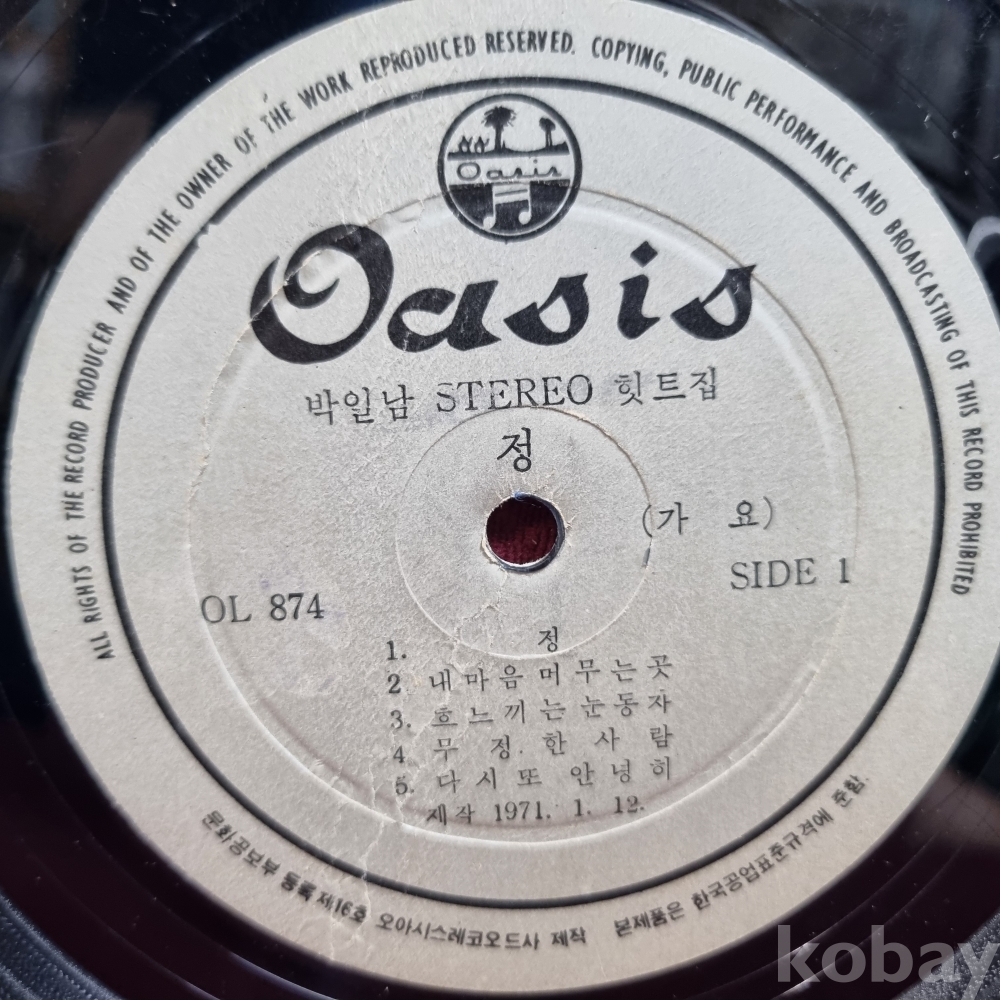 ALL RIGHTS OF THE RECORD PRODUCER AND OF THE OWNER OF THE WORK REPRODUCED RESERVED. COPYING, PUBLIC PERFORMANCE AND BROADCASTING OF THIS RECORD PROHIBITED
Oasis
Oasis
박일남 STEREO 힛트집
정
(가 요)
SIDE 1
OL 874
1. 정
2 내마음머무는곳
3. 흐느끼는눈동자
4 무정.한사람
5. 다시또 안녕히
제작 1971. 1. 12.
문화공보부 등록 제16호 오아시스레코오드사 제작 본제품은 한국공업표준규격에 준함.
kobay